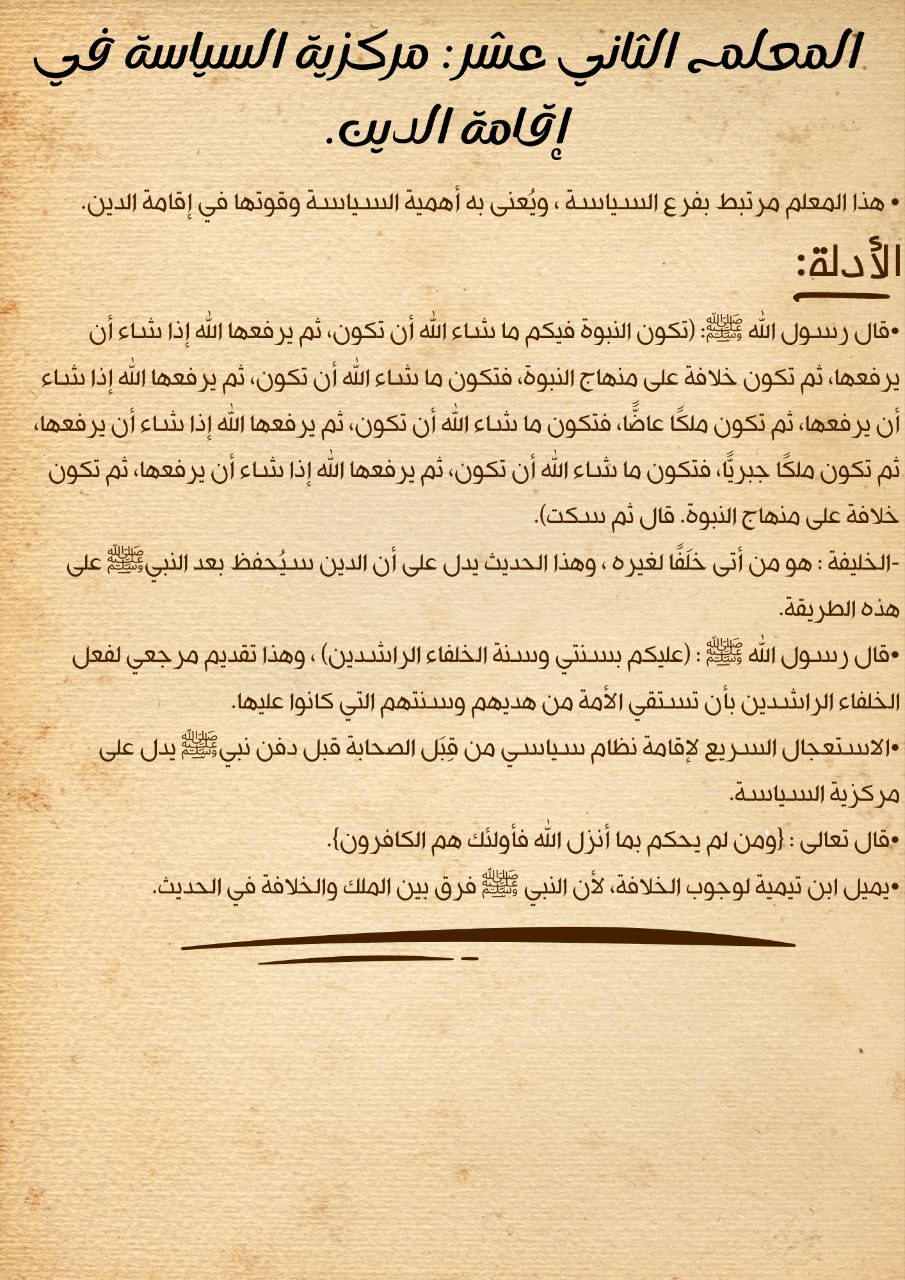 المعلم الثاني عشر: مركزية السياسة في
إقامة الدين.
• هذا المعلم مرتبط بفرع السياسة ، ويُعنى به أهمية السياسة وقوتها في إقامة الدين.
الأدلة:
•قال رسول الله ﷺ: (تكون النبوة فيكم ما شاء الله أن تكون، ثم يرفعها الله إذا شاء أن
يرفعها، ثم تكون خلافة على منهاج النبوة، فتكون ما شاء الله أن تكون، ثم يرفعها الله إذا شاء
أن يرفعها، ثم تكون ملكًا عاضًّا، فتكون ما شاء الله أن تكون، ثم يرفعها الله إذا شاء أن يرفعها،
ثم تكون ملكًا جبريًّا، فتكون ما شاء الله أن تكون، ثم يرفعها الله إذا شاء أن يرفعها، ثم تكون
خلافة على منهاج النبوة. قال ثم سكت).
-الخليفة : هو من أتى خلَفًا لغيره ، وهذا الحديث يدل على أن الدين سيُحفظ بعد النبيﷺ على
هذه الطريقة.
•قال رسول الله ﷺ : (عليكم بسنتي وسنة الخلفاء الراشدين) ، وهذا تقديم مرجعي لفعل
الخلفاء الراشدين بأن تستقي الأمة من هديهم وسنتهم التي كانوا عليها.
•الاستعجال السريع لإقامة نظام سياسي من قِبَل الصحابة قبل دفن نبيﷺ يدل على
مركزية السياسة.
•قال تعالى : {ومن لم يحكم بما أنزل الله فأولئك هم الكافرون}.
•يميل ابن تيمية لوجوب الخلافة، لأن النبي ﷺ فرق بين الملك والخلافة في الحديث.